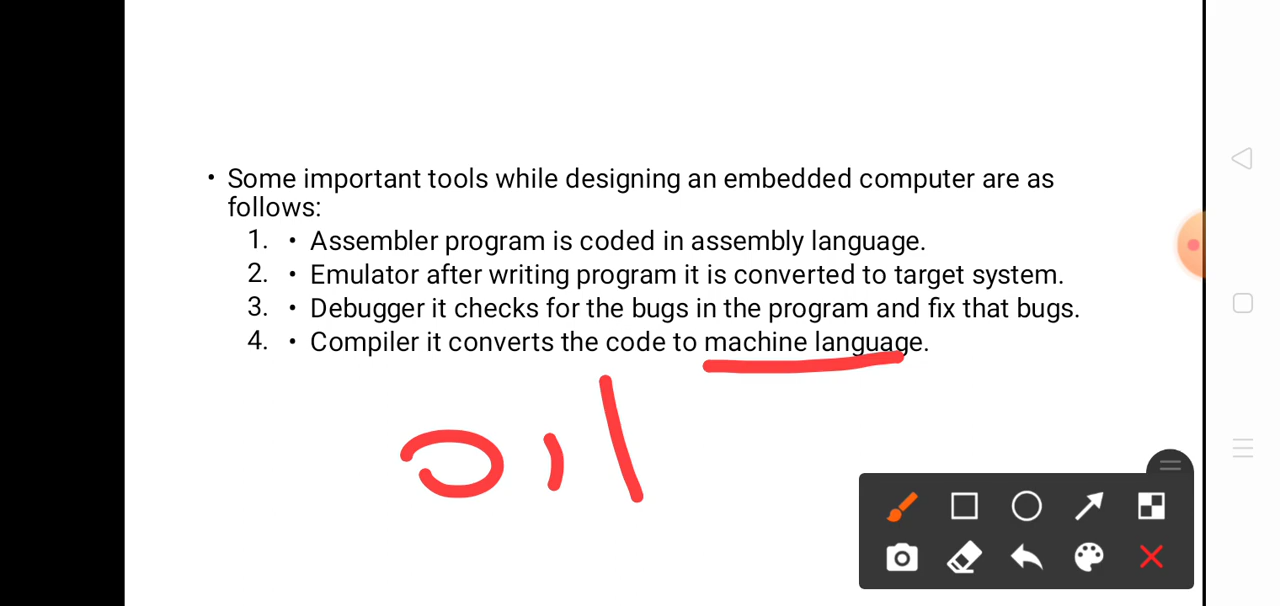 • Some important tools while designing an embedded computer are as
follows:
1. • Assembler program is coded in assembly language.
2. • Emulator after writing program it is converted to target system.
3. • Debugger it checks for the bugs in the program and fix that bugs.
4. • Compiler it converts the code to machine language.
0,1